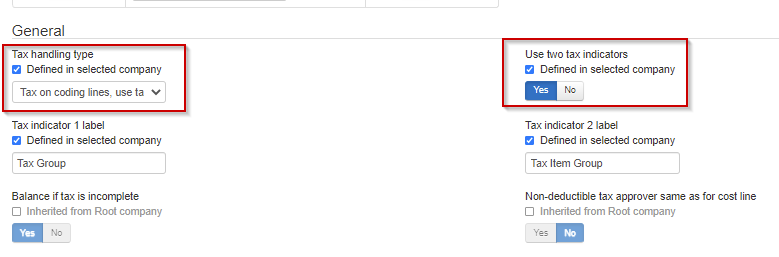 General
Tax handling type
Use two tax indicators
Defined in selected company
Defined in selected company
Tax on coding lines, use ta
Yes No
Tax indicator 1 label
Tax indicator 2 label
Defined in selected company
Defined in selected company
Tax Group
Tax Item Group
Balance if tax is incomplete
Non-deductible tax approver same as for cost line
Inherited from Root company
Inherited from Root company
Yes No
Yes No